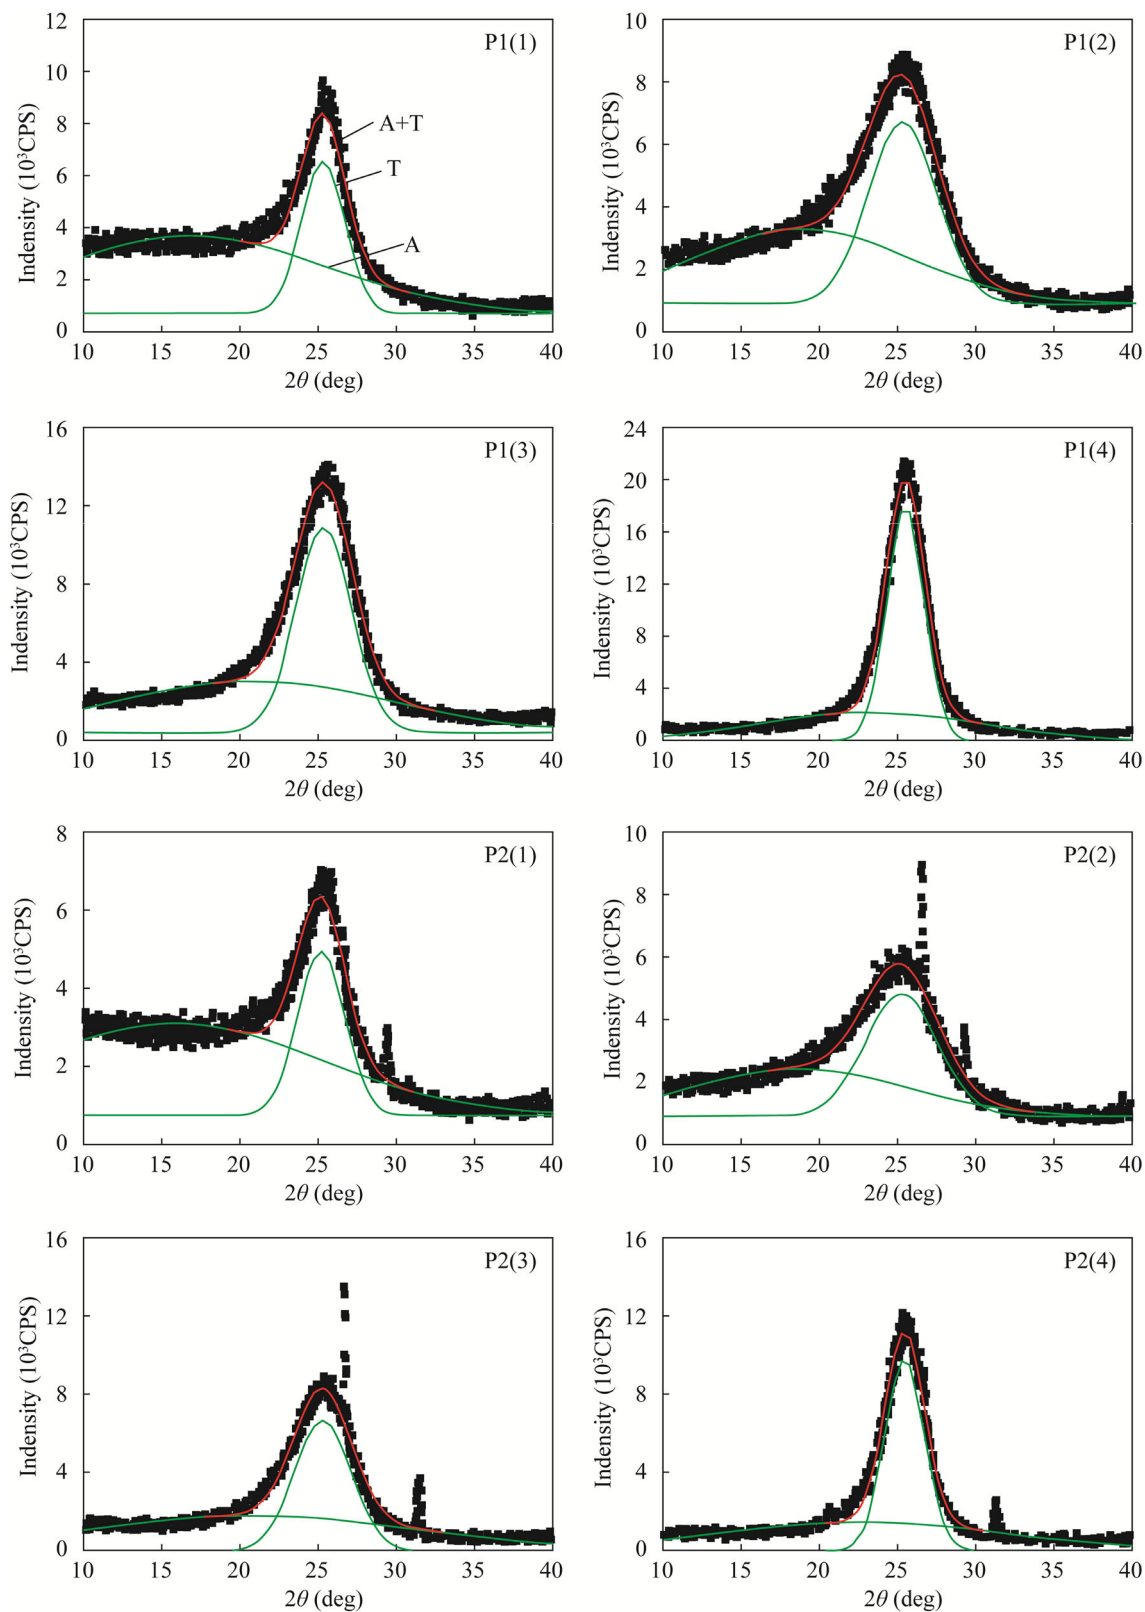 P1(1)
12
10
8
6
4
2
0
Indensity (10³CPS)
A+T
T
A
10 15 20 25 30 35 40
2θ (deg)
P1(2)
10
8
6
4
2
0
Indensity (10³CPS)
10 15 20 25 30 35 40
2θ (deg)
P1(3)
16
12
8
4
0
Indensity (10³CPS)
10 15 20 25 30 35 40
2θ (deg)
P1(4)
24
20
16
12
8
4
0
Indensity (10³CPS)
10 15 20 25 30 35 40
2θ (deg)
P2(1)
8
6
4
2
0
Indensity (10³CPS)
10 15 20 25 30 35 40
2θ (deg)
P2(2)
10
8
6
4
2
0
Indensity (10³CPS)
10 15 20 25 30 35 40
2θ (deg)
P2(3)
16
12
8
4
0
Indensity (10³CPS)
10 15 20 25 30 35 40
2θ (deg)
P2(4)
16
12
8
4
0
Indensity (10³CPS)
10 15 20 25 30 35 40
2θ (deg)